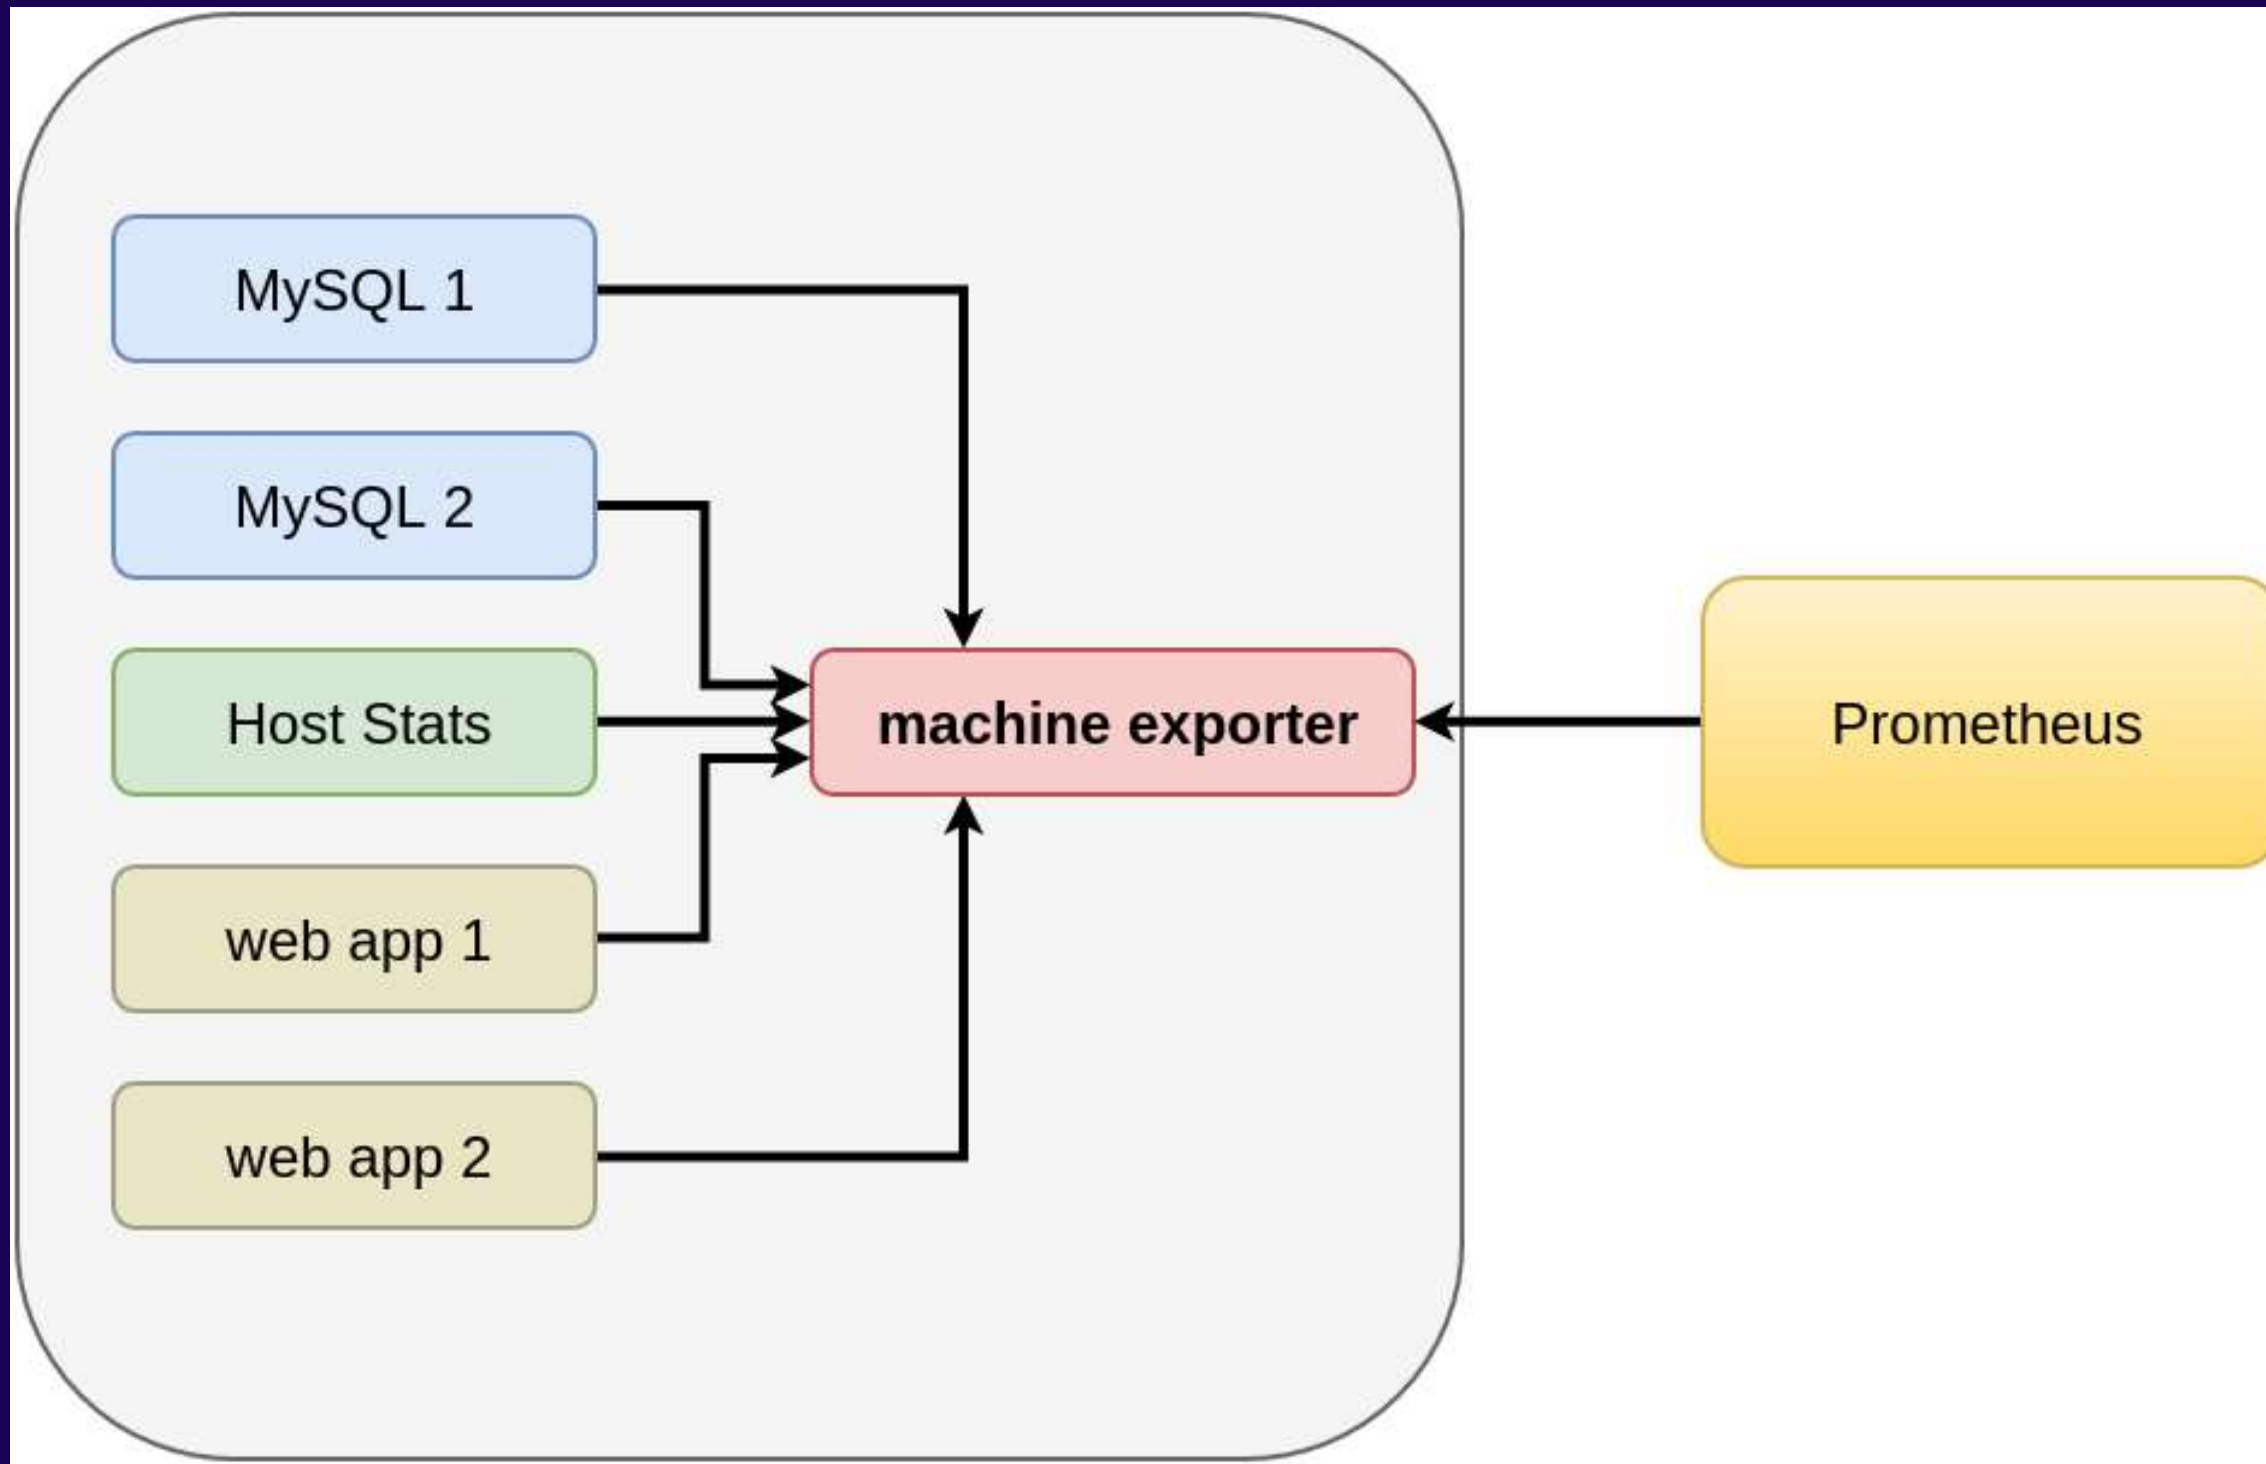 MySQL 1
MySQL 2
Host Stats
machine exporter
Prometheus
web app 1
web app 2